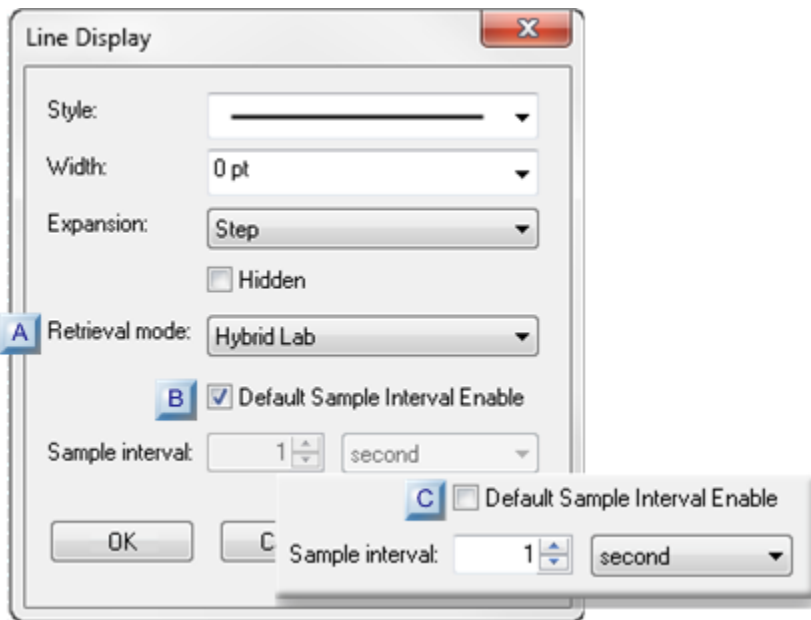 Line Display
Style:
Width: 0 pt
Expansion: Step
Hidden
A Retrieval mode: Hybrid Lab
B Default Sample Interval Enable
Sample interval: 1 second
C Default Sample Interval Enable
OK C
Sample interval: 1 second